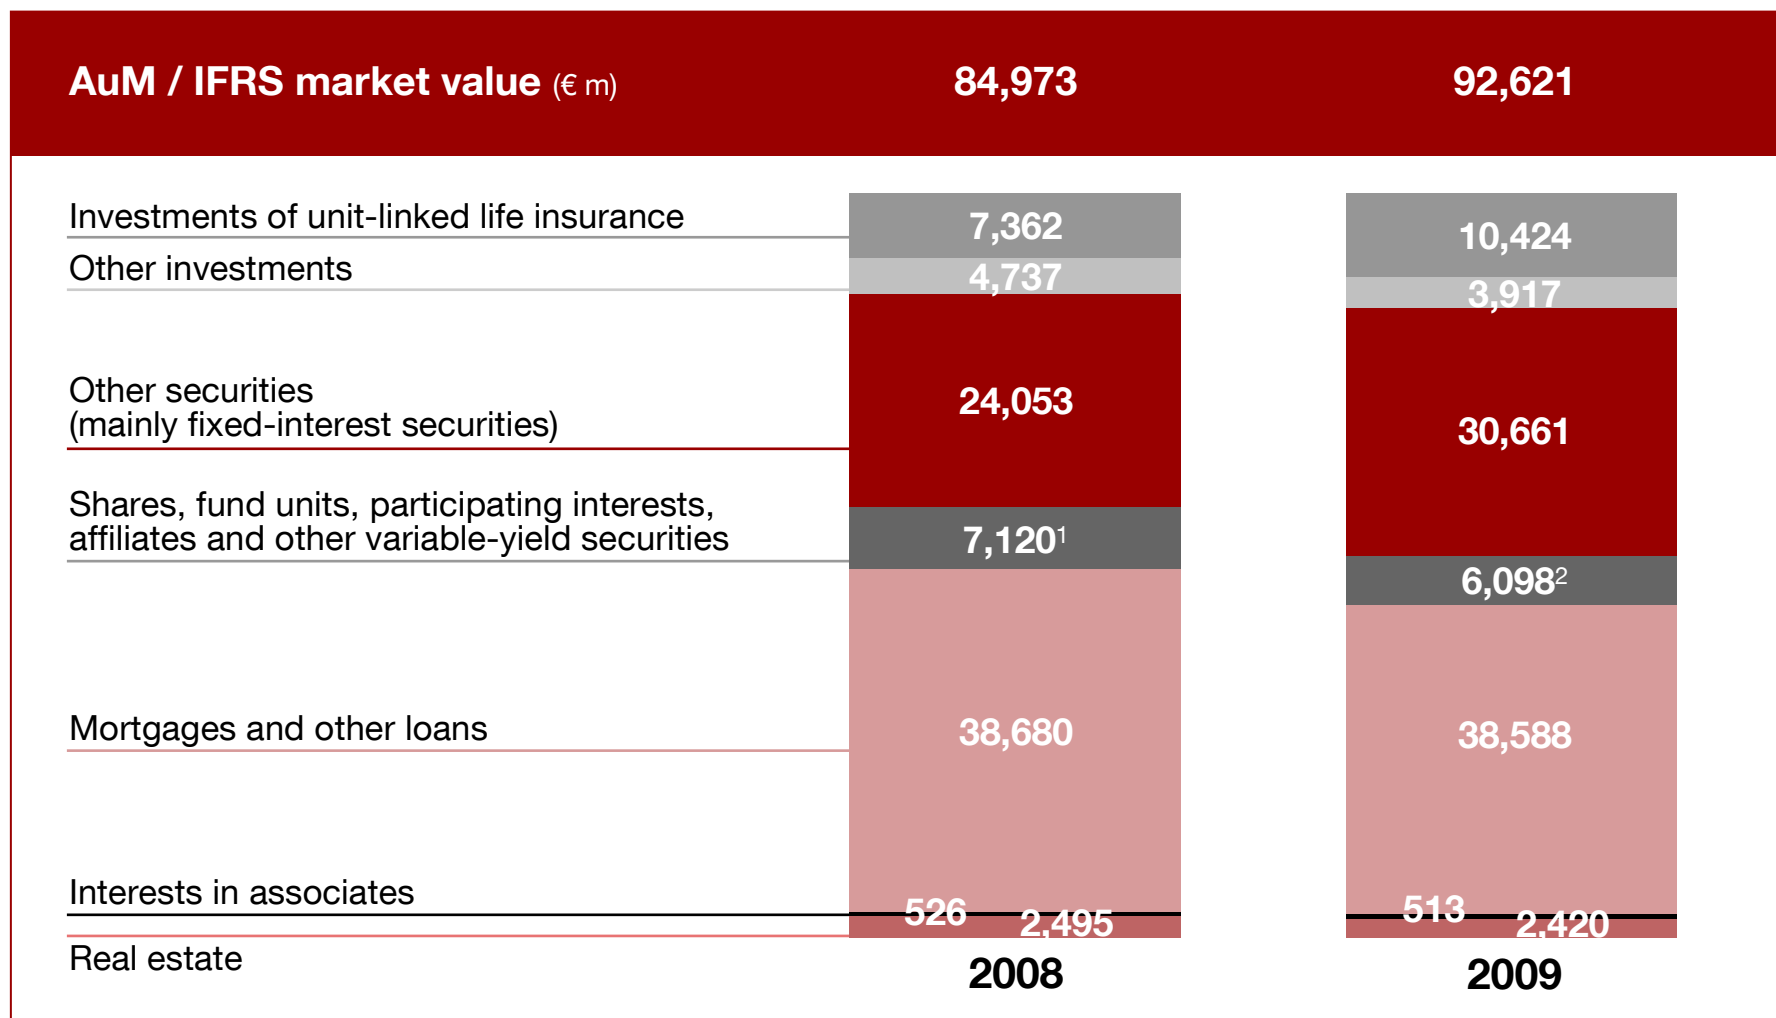 AuM / IFRS market value (€ m) 84,973 92,621
Investments of unit-linked life insurance 7,362 10,424
Other investments 4,737 3,917
Other securities
(mainly fixed-interest securities) 24,053 30,661
Shares, fund units, participating interests,
affiliates and other variable-yield securities 7,120¹ 6,098²
Mortgages and other loans 38,680 38,588
Interests in associates 526 513
2,495 2,420
Real estate
2008 2009